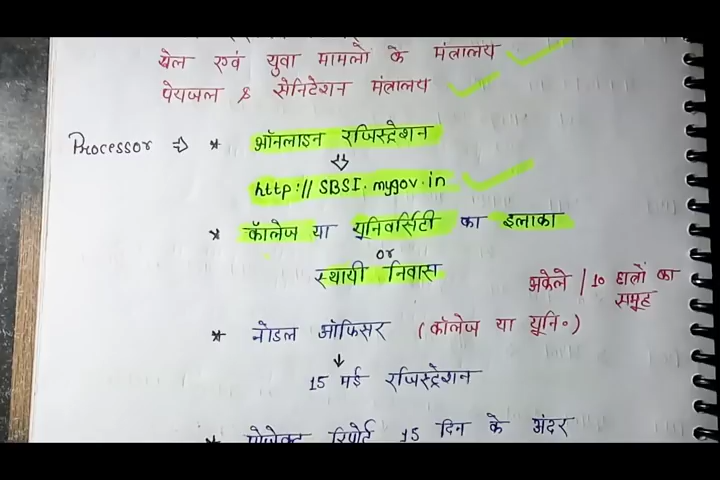 खेल एवं युवा मामलों के मंत्रालय
पेयजल & सेनिटेशन मंत्रालय
Processor ⇒ * ऑनलाइन रजिस्ट्रेशन
http://SBSI.mygov.in
* कॉलेज या यूनिवर्सिटी का इलाका
or
स्थायी निवास
अकेले / 10 छात्रों का
समूह
* नोडल ऑफिसर (कॉलेज या यूनि०)
15 मई रजिस्ट्रेशन
* प्रोजेक्ट रिपोर्ट 15 दिन के अंदर